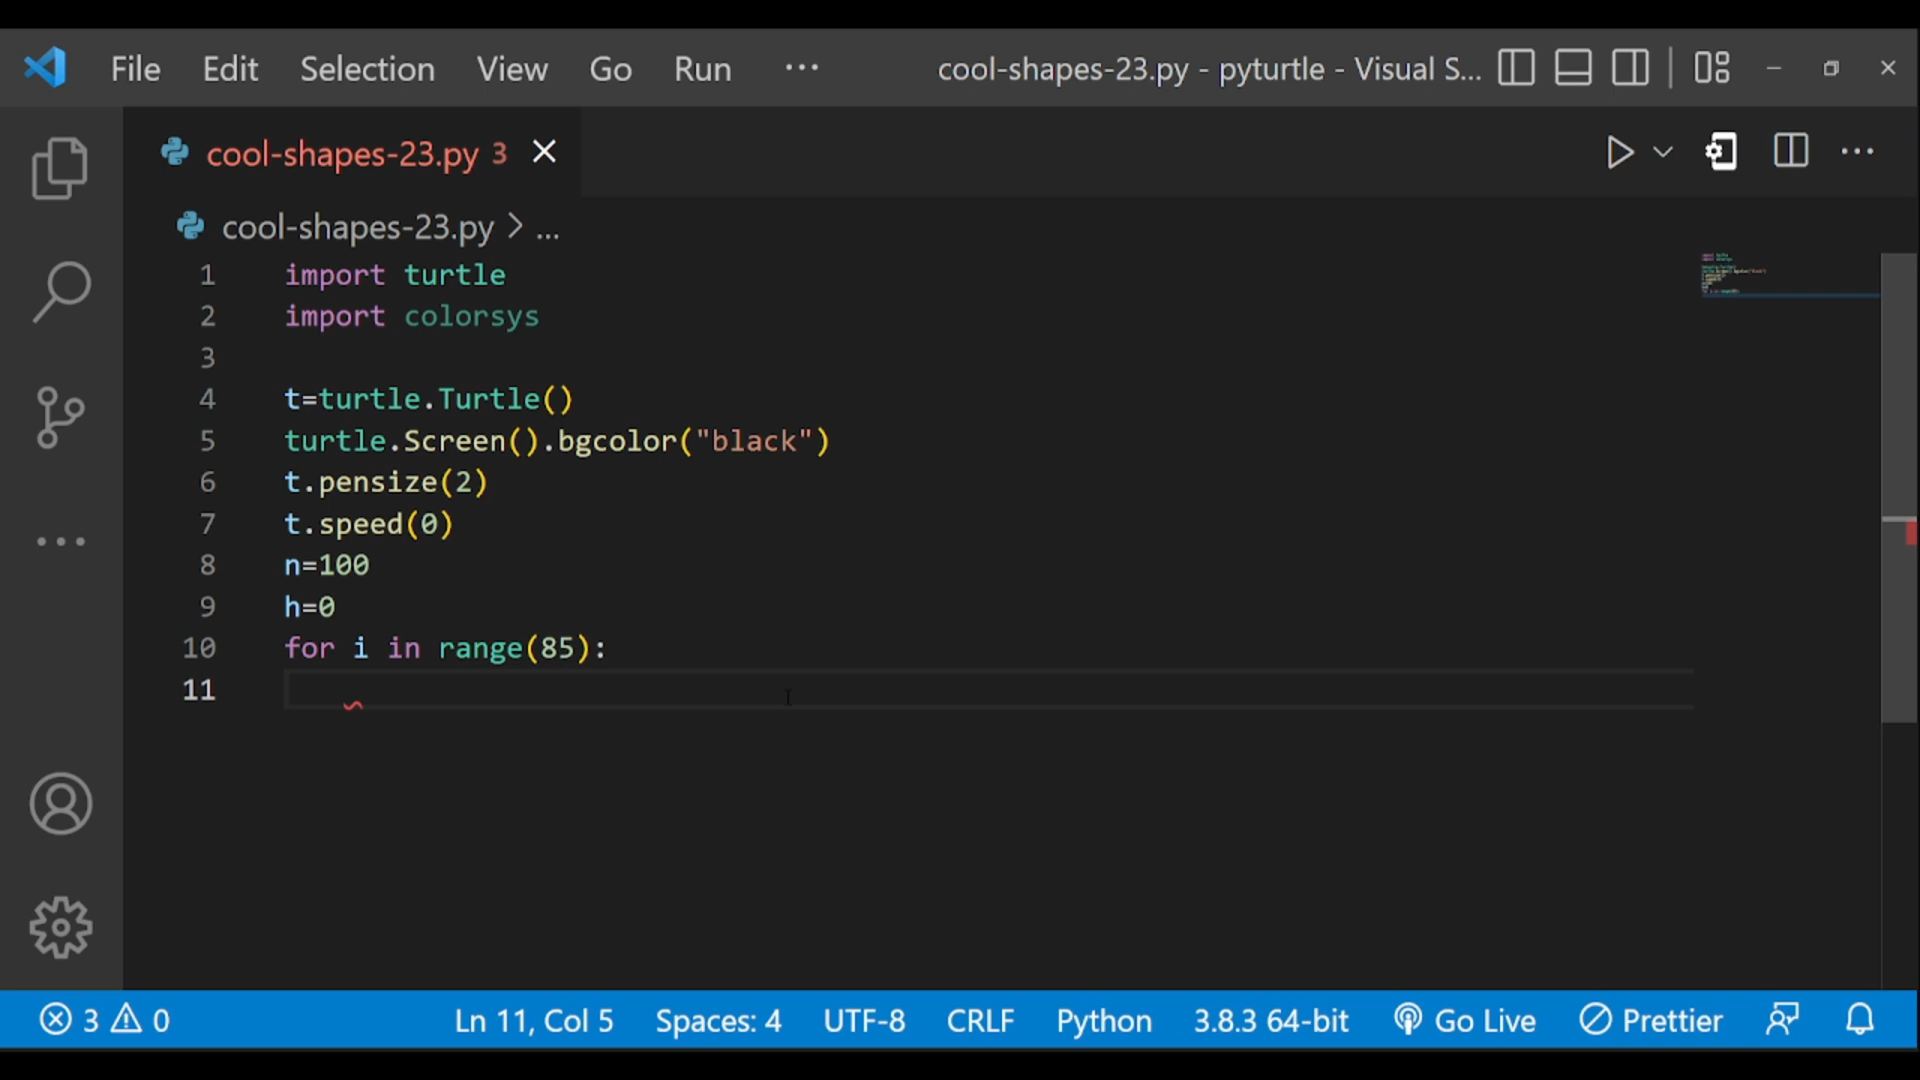 File Edit Selection View Go Run ... cool-shapes-23.py - pyturtle - Visual S...
cool-shapes-23.py 3
cool-shapes-23.py > ...
1 import turtle
2 import colorsys
3
4 t=turtle.Turtle()
5 turtle.Screen().bgcolor("black")
6 t.pensize(2)
7 t.speed(0)
8 n=100
9 h=0
10 for i in range(85):
11
3 0 Ln 11, Col 5 Spaces: 4 UTF-8 CRLF Python 3.8.3 64-bit Go Live Prettier